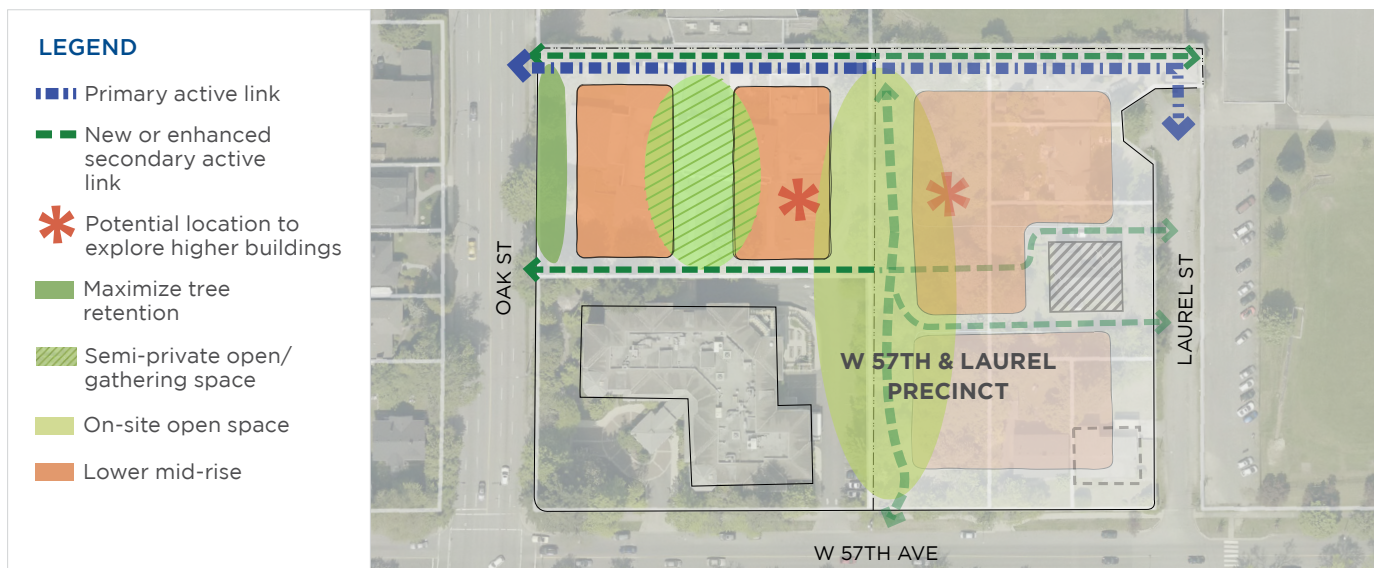 LEGEND
Primary active link
New or enhanced
secondary active
link
Potential location to
explore higher buildings
Maximize tree
retention
Semi-private open/
gathering space
On-site open space
Lower mid-rise
OAK ST
LAUREL ST
W 57TH & LAUREL
PRECINCT
W 57TH AVE